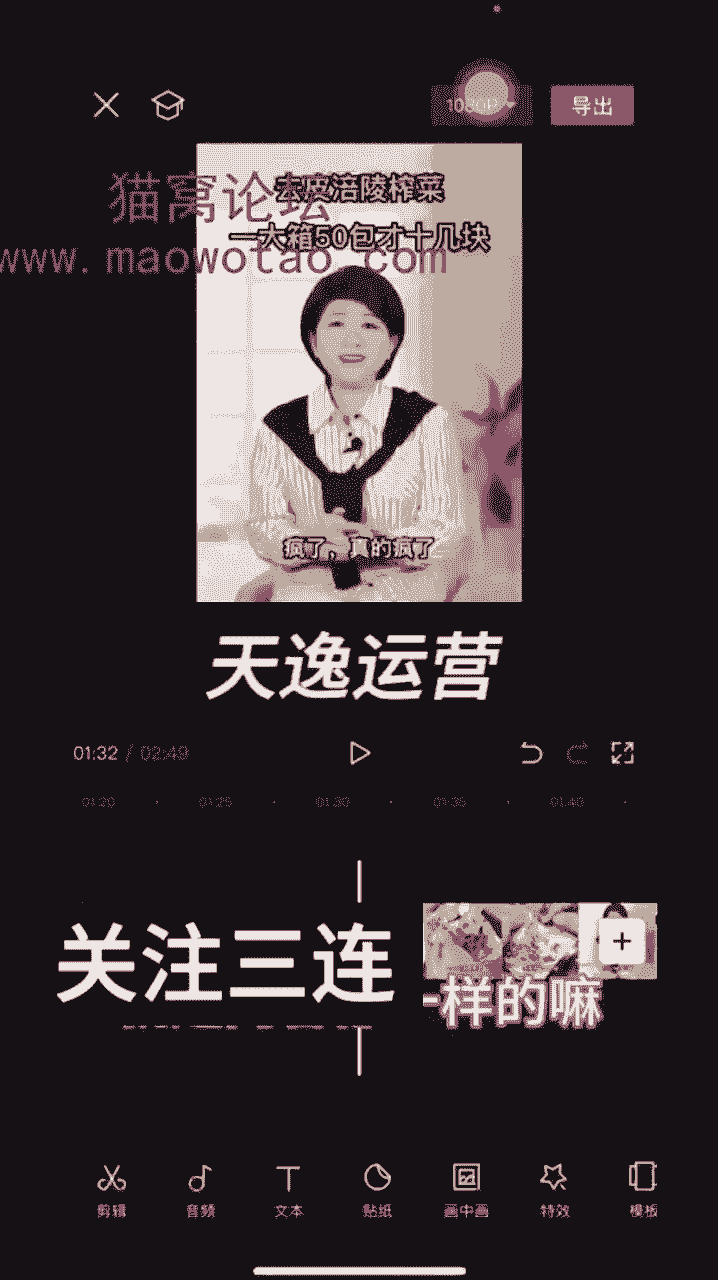 1080P
导出
猫窝论坛
去皮涪陵榨菜
一大箱50包才十几块
www.maowotao.com
疯了，真的疯了
天逸运营
01:32 / 02:49
01:20
01:25
01:30
01:35
01:40
关注三连
一样的嘛
剪辑
音频
文本
贴纸
画中画
特效
模板